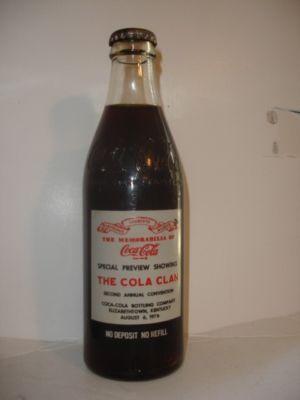 THE MEMORABILIA OF
Coca-Cola
SPECIAL PREVIEW SHOWING
THE COLA CLAN
SECOND ANNUAL CONVENTION
COCA-COLA BOTTLING COMPANY
ELIZABETHTOWN, KENTUCKY
AUGUST 6, 1976
NO DEPOSIT NO REFILL